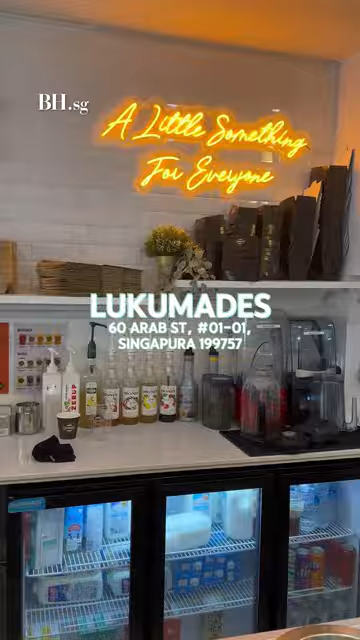 BH.sg
A Little Something
For Everyone
LUKUMADES
60 ARAB ST, #01-01,
SINGAPURA 199757